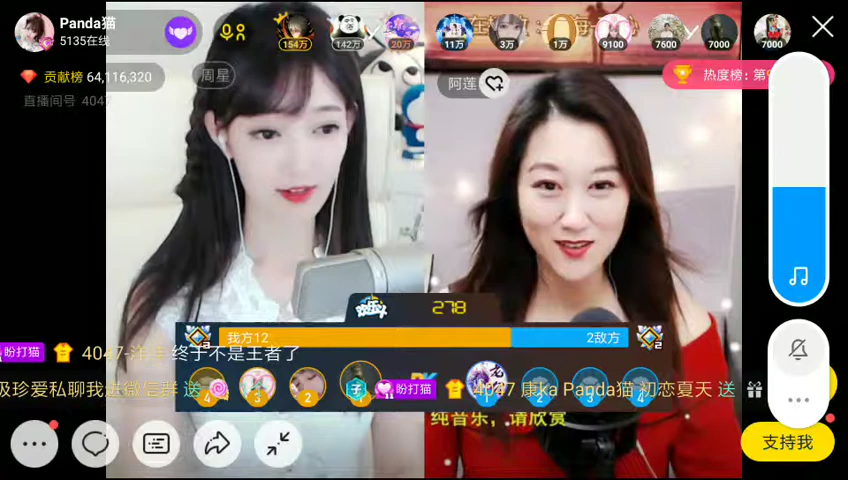 Panda猫
5135在线
154万
142万
20万
11万
3万
1万
9100
7600
7000
7000
贡献榜: 64,116,320
周星
阿莲
热度榜: 第
直播间号 404
278
我方12
2敌方
盼打猫
终于不是王者了
及珍爱私聊我进微信群 送
盼打猫
4047 康ka Panda猫 初恋夏天 送
4
3
2
1
1
2
3
4
纯音乐，请欣赏
支持我